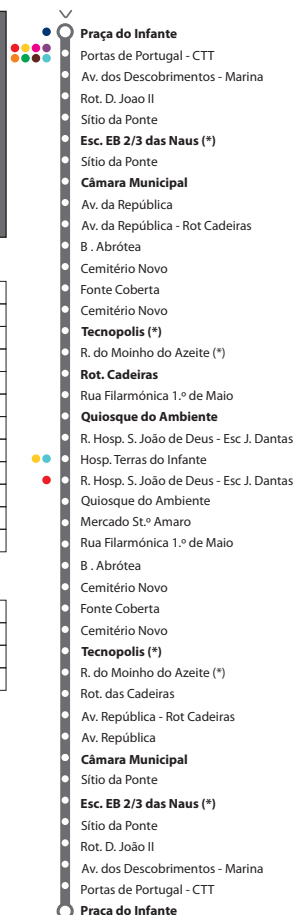 Praça do Infante
Portas de Portugal - CTT
Av. dos Descobrimentos - Marina
Rot. D. Joao II
Sítio da Ponte
Esc. EB 2/3 das Naus (*)
Sítio da Ponte
Câmara Municipal
Av. da República
Av. da República - Rot Cadeiras
B . Abrótea
Cemitério Novo
Fonte Coberta
Cemitério Novo
Tecnopolis (*)
R. do Moinho do Azeite (*)
Rot. Cadeiras
Rua Filarmónica 1.º de Maio
Quiosque do Ambiente
R. Hosp. S. João de Deus - Esc J. Dantas
Hosp. Terras do Infante
R. Hosp. S. João de Deus - Esc J. Dantas
Quiosque do Ambiente
Mercado St.º Amaro
Rua Filarmónica 1.º de Maio
B . Abrótea
Cemitério Novo
Fonte Coberta
Cemitério Novo
Tecnopolis (*)
R. do Moinho do Azeite (*)
Rot. das Cadeiras
Av. República - Rot Cadeiras
Av. República
Câmara Municipal
Sítio da Ponte
Esc. EB 2/3 das Naus (*)
Sítio da Ponte
Rot. D. João II
Av. dos Descobrimentos - Marina
Portas de Portugal - CTT
Praça do Infante